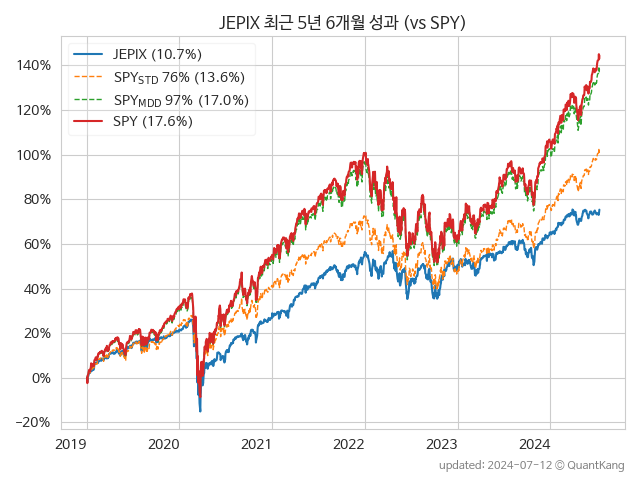 JEPIX 최근 5년 6개월 성과 (vs SPY)
JEPIX (10.7%)
SPY_STD 76% (13.6%)
SPY_MDD 97% (17.0%)
SPY (17.6%)
140%
120%
100%
80%
60%
40%
20%
0%
−20%
2019 2020 2021 2022 2023 2024
updated: 2024-07-12 © QuantKang